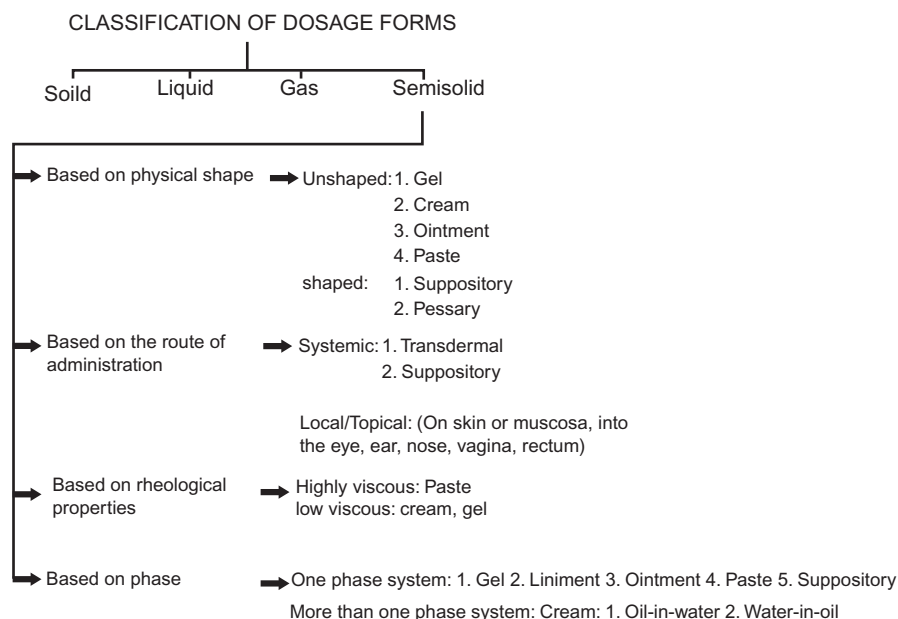 CLASSIFICATION OF DOSAGE FORMS
Soild Liquid Gas Semisolid
Based on physical shape Unshaped: 1. Gel
2. Cream
3. Ointment
4. Paste
shaped: 1. Suppository
2. Pessary
Based on the route of administration Systemic: 1. Transdermal
2. Suppository
Local/Topical: (On skin or muscosa, into
the eye, ear, nose, vagina, rectum)
Based on rheological properties Highly viscous: Paste
low viscous: cream, gel
Based on phase One phase system: 1. Gel 2. Liniment 3. Ointment 4. Paste 5. Suppository
More than one phase system: Cream: 1. Oil-in-water 2. Water-in-oil